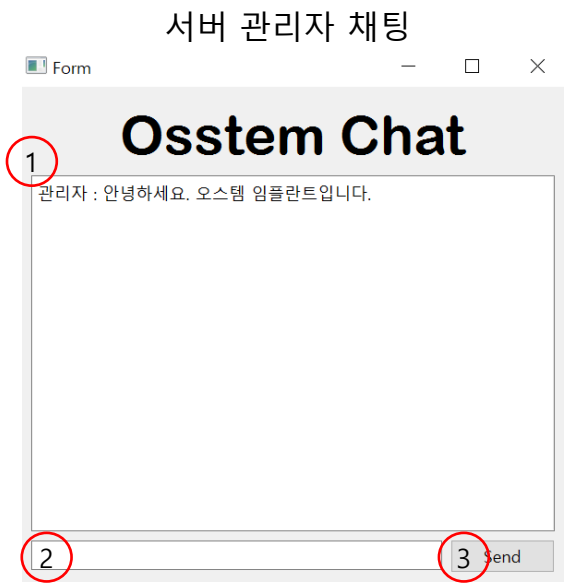 서버 관리자 채팅
Form
Osstem Chat
1
관리자 : 안녕하세요. 오스템 임플란트입니다.
2
3 Send